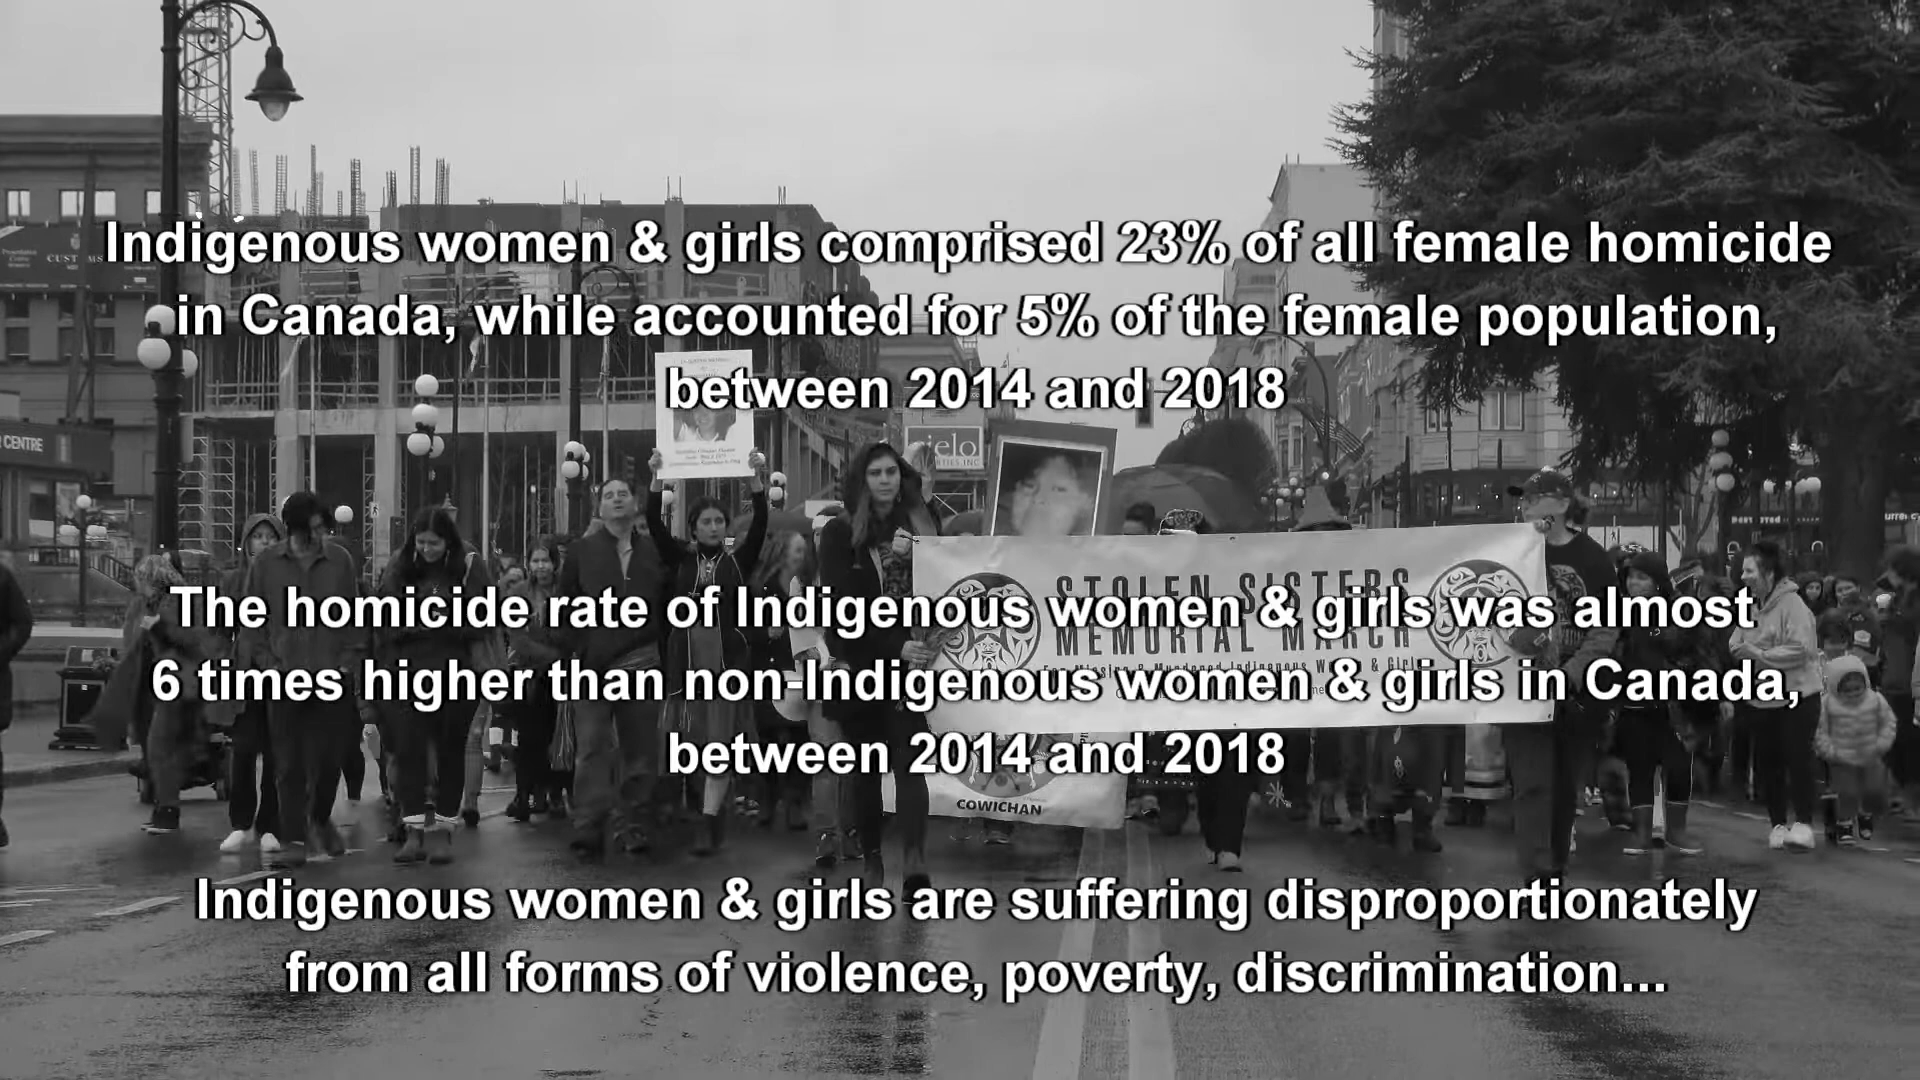 Indigenous women & girls comprised 23% of all female homicide
in Canada, while accounted for 5% of the female population,
between 2014 and 2018
CENTRE
cielo
STOLEN SISTERS
The homicide rate of Indigenous women & girls was almost
MEMORIAL MARCH
6 times higher than non-Indigenous women & girls in Canada,
between 2014 and 2018
COWICHAN
Indigenous women & girls are suffering disproportionately
from all forms of violence, poverty, discrimination...